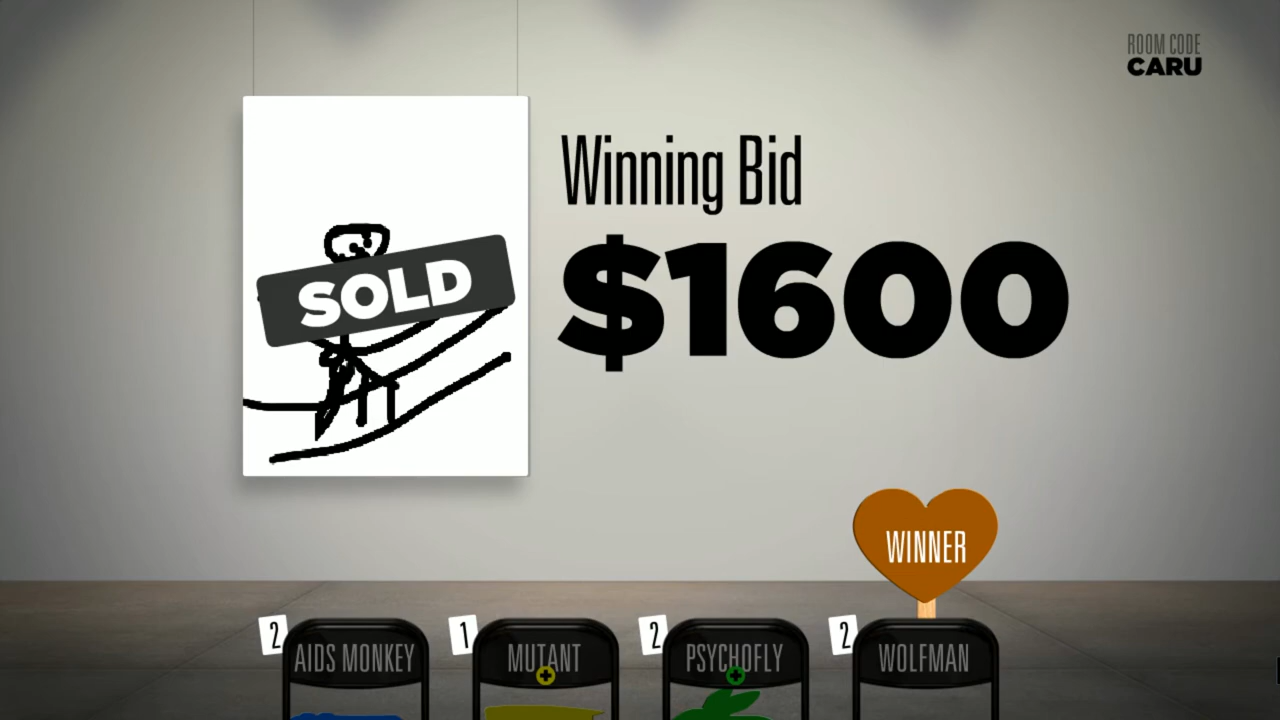 ROOM CODE
CARU
Winning Bid
$1600
SOLD
WINNER
2 AIDS MONKEY
1 MUTANT
2 PSYCHOFLY
2 WOLFMAN